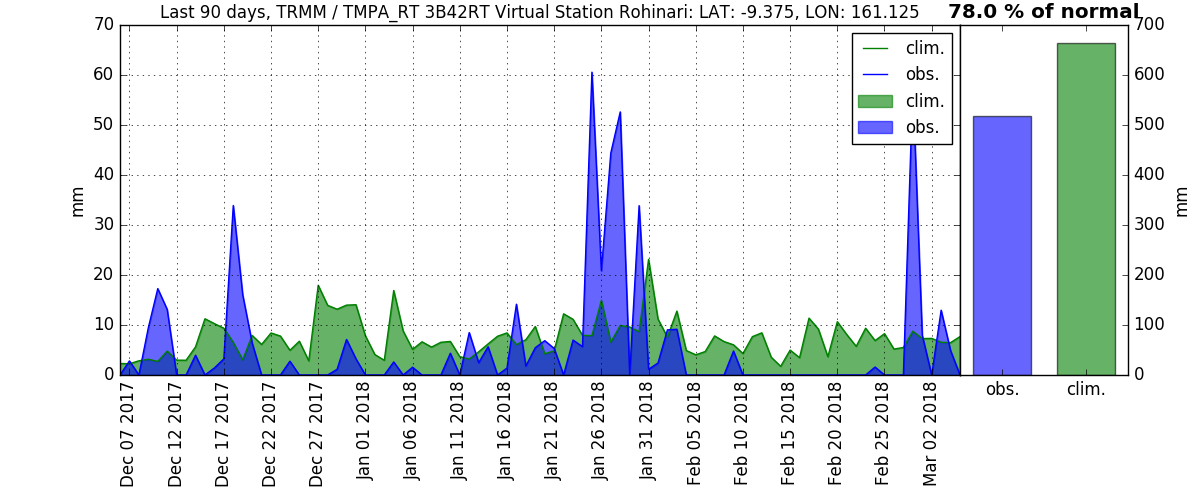 Last 90 days, TRMM / TMPA_RT 3B42RT Virtual Station Rohinari: LAT: -9.375, LON: 161.125
78.0 % of normal
70
60
50
40
30
20
10
0
mm
clim.
obs.
clim.
obs.
Dec 07 2017
Dec 12 2017
Dec 17 2017
Dec 22 2017
Dec 27 2017
Jan 01 2018
Jan 06 2018
Jan 11 2018
Jan 16 2018
Jan 21 2018
Jan 26 2018
Jan 31 2018
Feb 05 2018
Feb 10 2018
Feb 15 2018
Feb 20 2018
Feb 25 2018
Mar 02 2018
700
600
500
400
300
200
100
0
mm
obs.
clim.